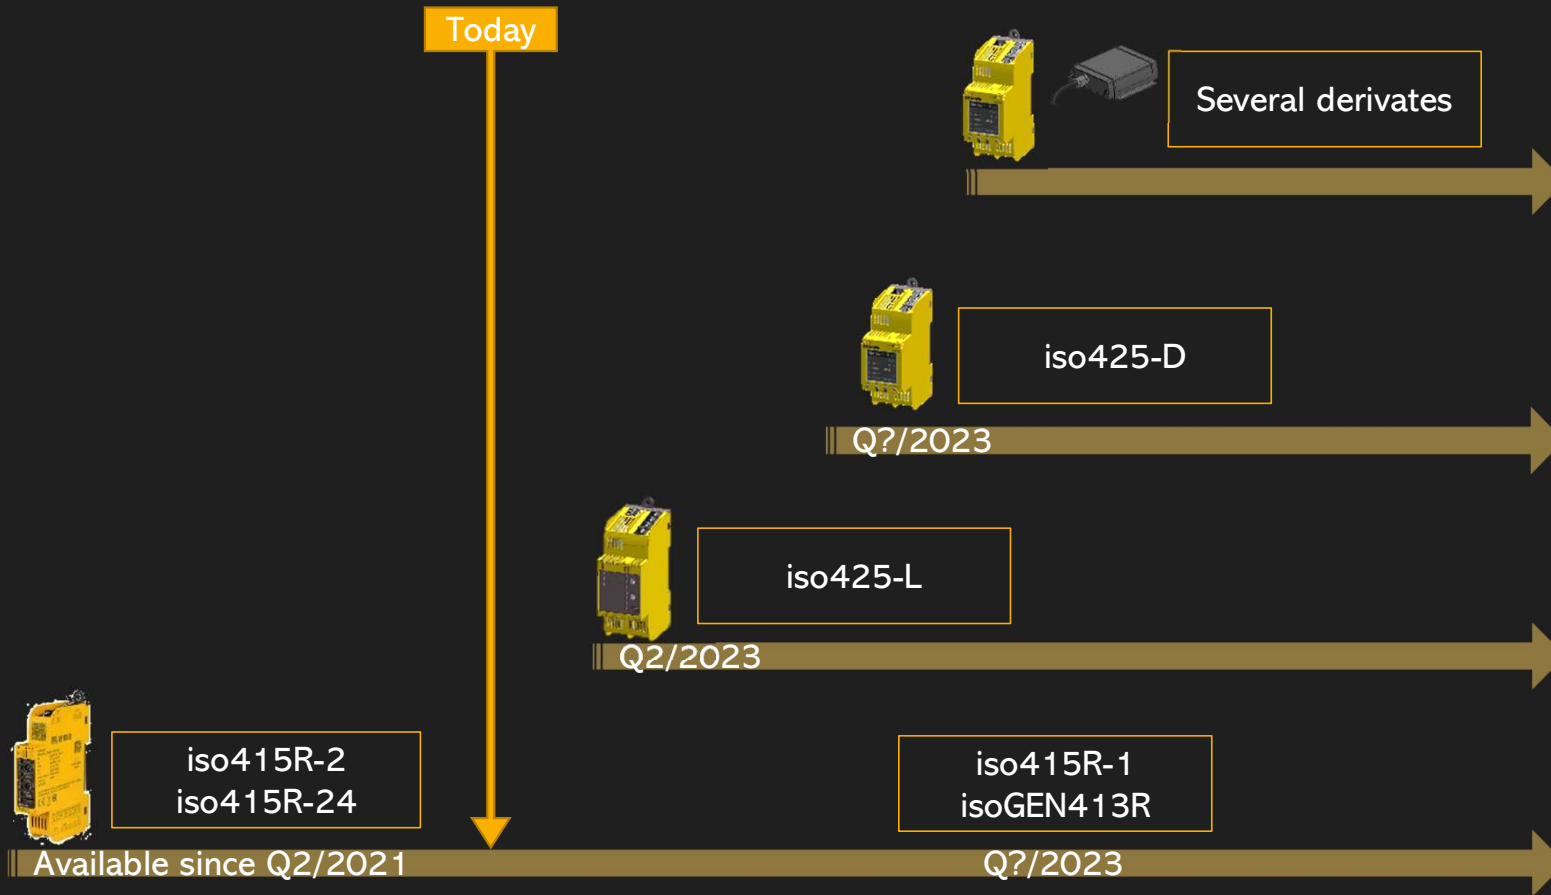 Today
Several derivates
iso425-D
Q?/2023
iso425-L
Q2/2023
iso415R-2
iso415R-24
iso415R-1
isoGEN413R
Available since Q2/2021
Q?/2023